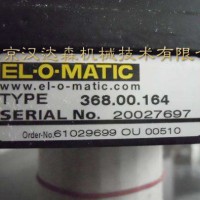 京汉达森机械技术有限
EL-O-MATIC
www.el-o-matic.com
TYPE 368.00.164
SERIAL No. 20027697
Order-No.61029699 OU 00510